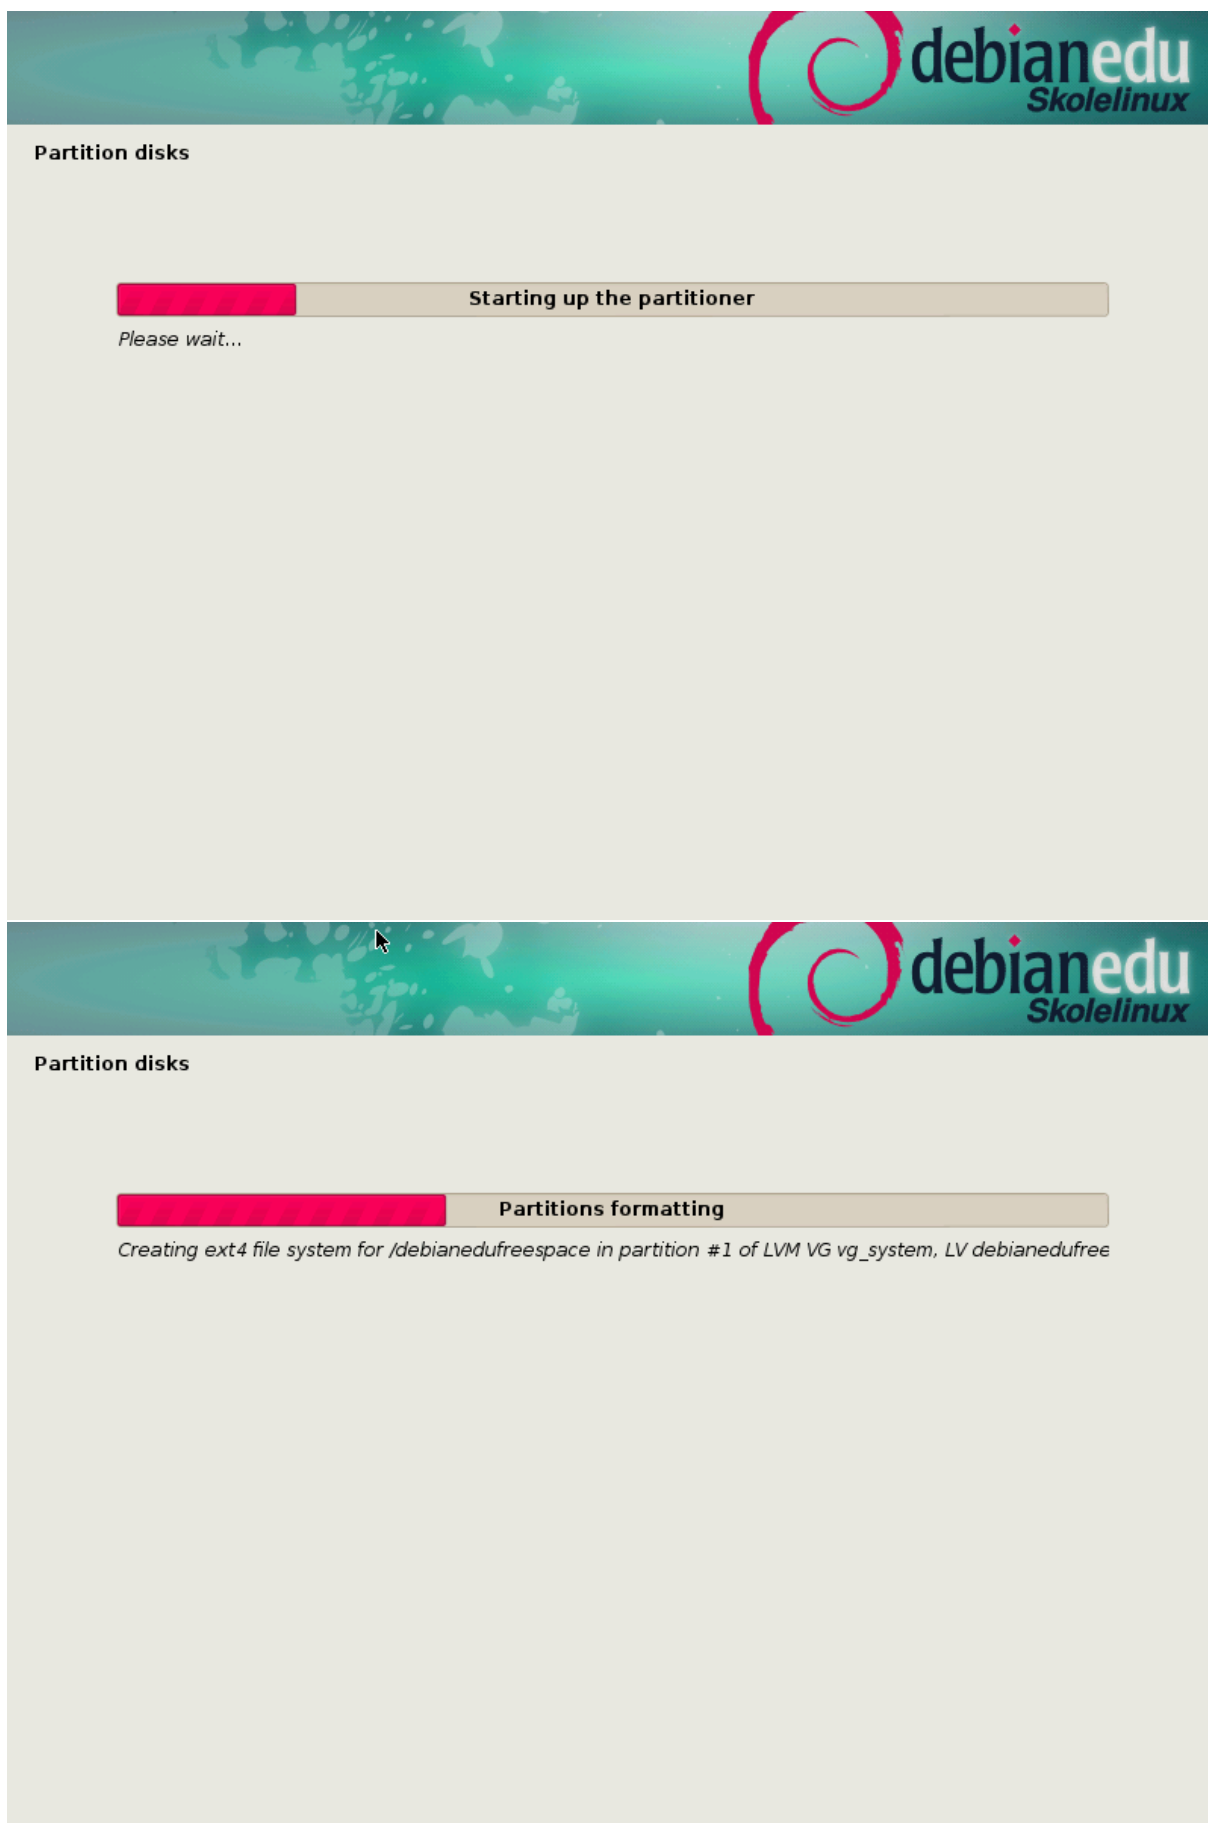 debianedu
Skolelinux
Partition disks
Starting up the partitioner
Please wait...
debianedu
Skolelinux
Partition disks
Partitions formatting
Creating ext4 file system for /debianedufreespace in partition #1 of LVM VG vg_system, LV debianedufree